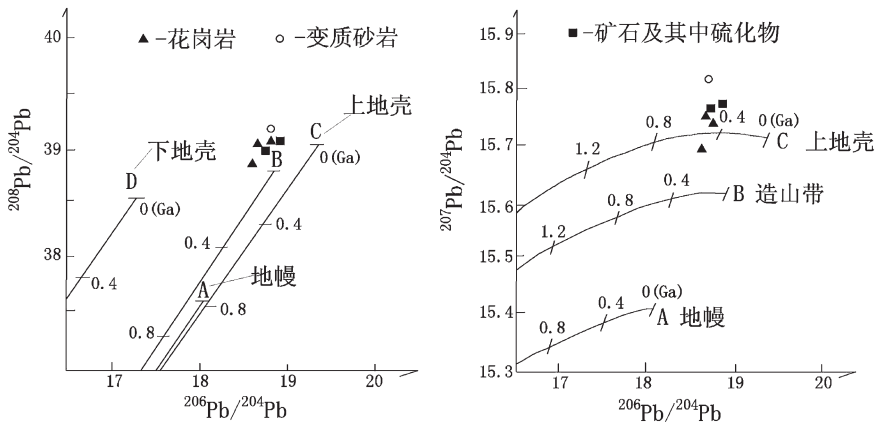 40
39
38
208Pb/204Pb
▲-花岗岩 ○-变质砂岩
上地壳
下地壳
D
0(Ga)
0.4
C
0(Ga)
B
0.4
0.4
A
地幔
0.8
0.8
17 18 19 20
206Pb/204Pb
15.9
15.8
15.7
15.6
15.5
15.4
15.3
207Pb/204Pb
■-矿石及其中硫化物
1.2 0.8 0.4 0(Ga)
C 上地壳
1.2 0.8 0.4
B 造山带
0.8 0.4 0(Ga)
A 地幔
17 18 19 20
206Pb/204Pb